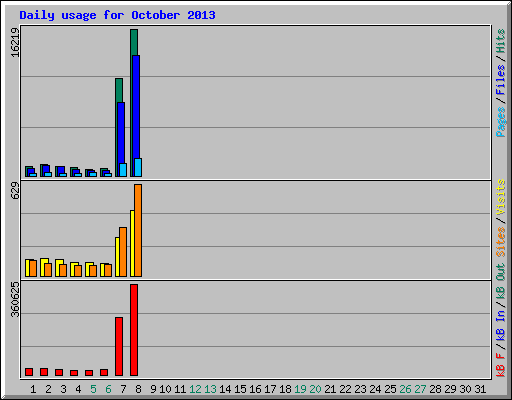 Daily usage for October 2013
16219
Pages/Files/Hits
629
Sites/Visits
360625
kB F/kB In/kB Out
1 2 3 4 5 6 7 8 9 10 11 12 13 14 15 16 17 18 19 20 21 22 23 24 25 26 27 28 29 30 31